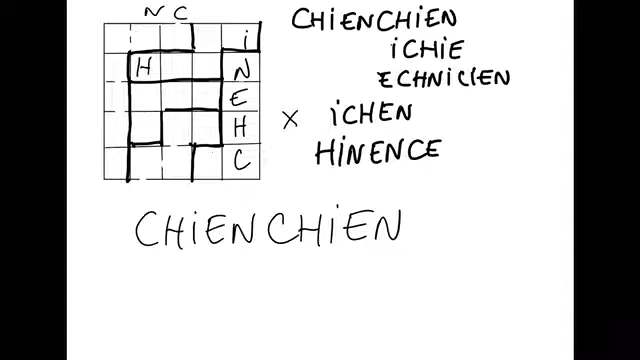 N C
CHiENCHiEN
i
iCHiE
H
N
ECHNiCiEN
E
iCHEN
H
x
HiNENCE
C
CHiENCHiEN